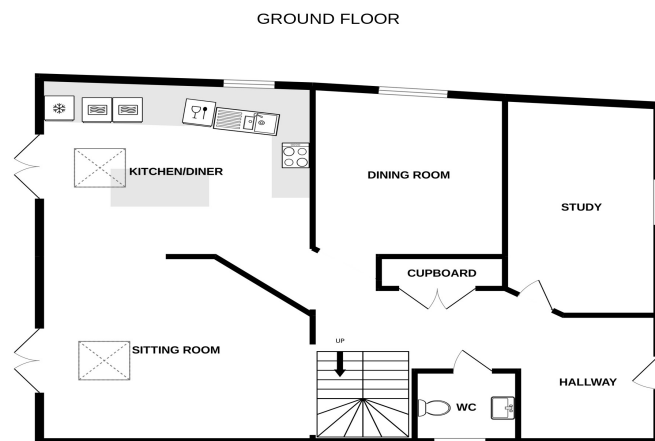 GROUND FLOOR
KITCHEN/DINER
DINING ROOM
STUDY
CUPBOARD
UP
SITTING ROOM
HALLWAY
WC